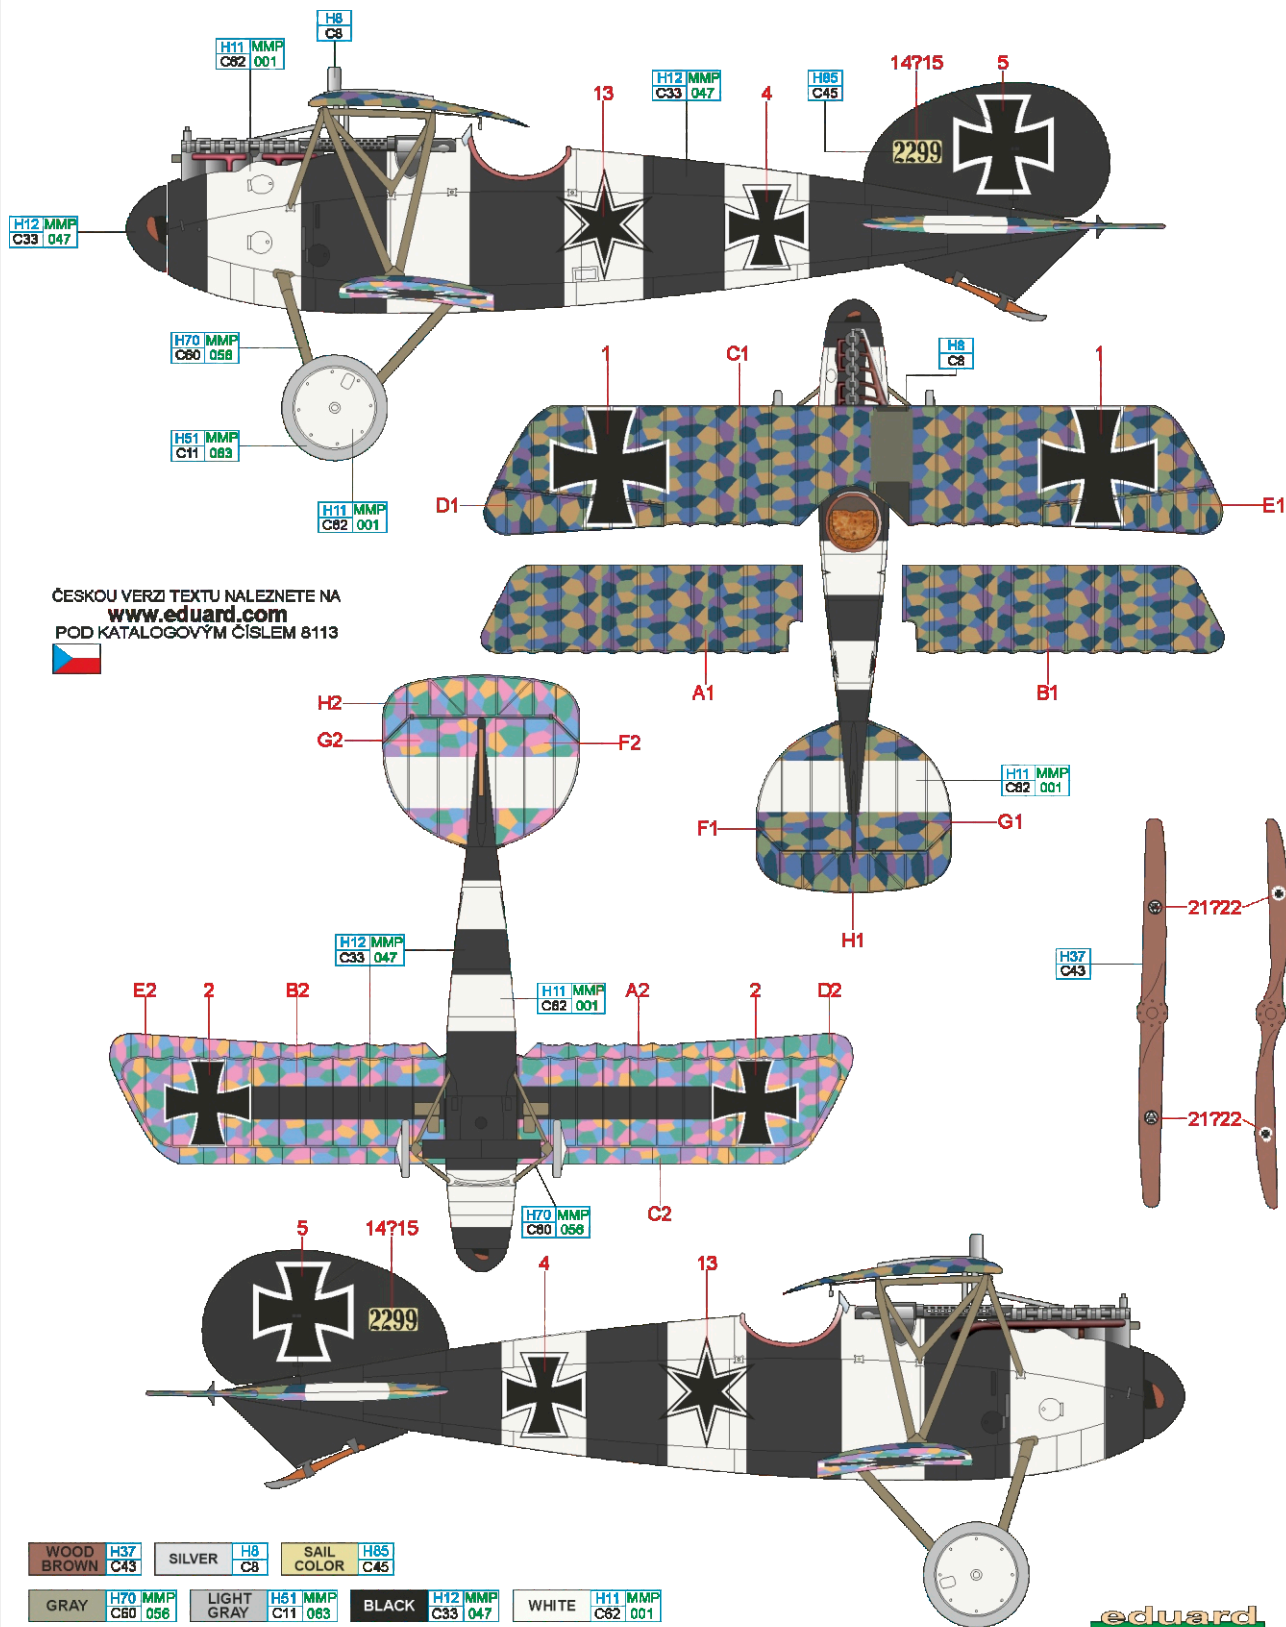 H8
C8
H11 MMP
C62 001
H12 MMP
C33 047
H85
C45
14?15
5
13
4
2299
H12 MMP
C33 047
H70 MMP
C60 056
1
C1
H8
C8
1
H51 MMP
C11 063
H11 MMP
C62 001
D1
E1
ČESKOU VERZI TEXTU NALEZNETE NA
www.eduard.com
POD KATALOGOVÝM ČÍSLEM 8113
A1
B1
H2
G2
F2
H11 MMP
C62 001
F1
G1
H1
21?22
H37
C43
H12 MMP
C33 047
E2
2
B2
H11 MMP
C62 001
A2
2
D2
21?22
C2
H70 MMP
C60 056
5
14?15
4
13
2299
WOOD BROWN H37 C43
SILVER H8 C8
SAIL COLOR H85 C45
GRAY H70 MMP C60 056
LIGHT GRAY H51 MMP C11 063
BLACK H12 MMP C33 047
WHITE H11 MMP C62 001
eduard